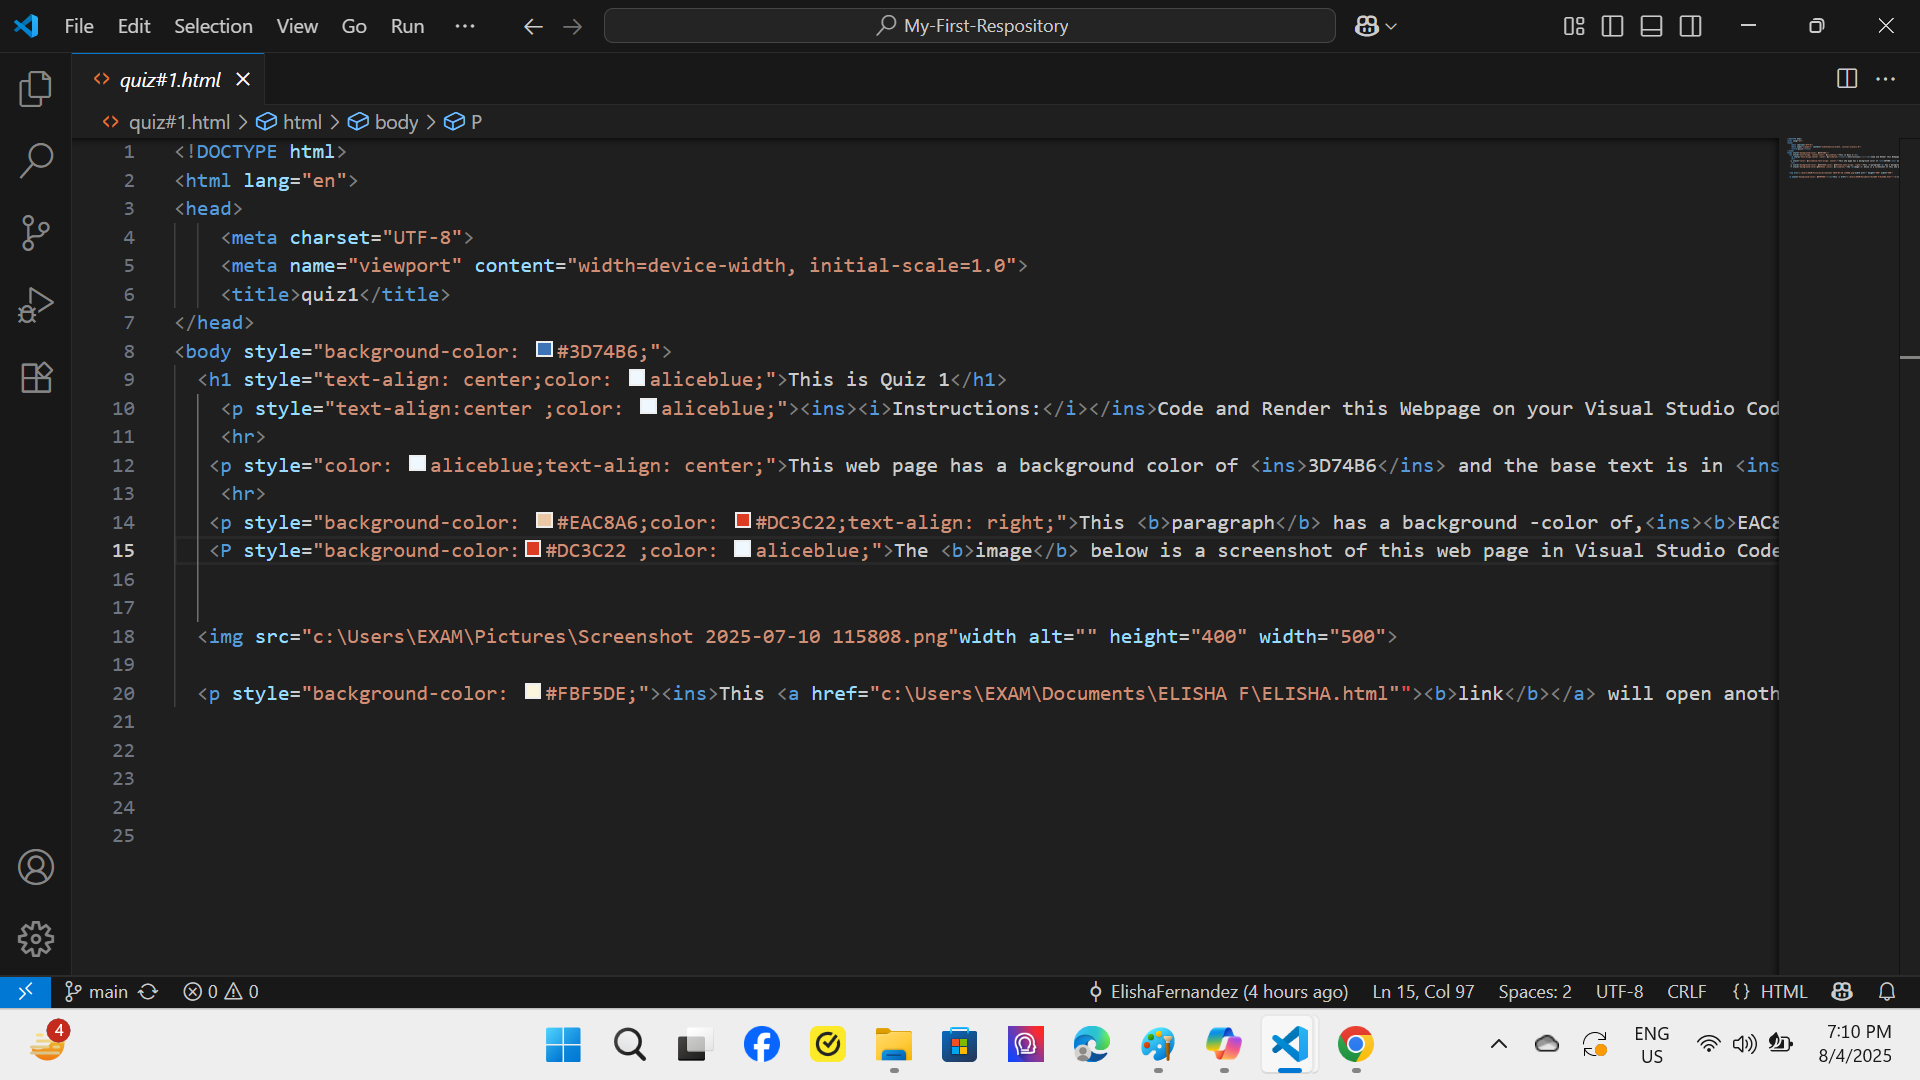 File Edit Selection View Go Run ··· My-First-Respository
quiz#1.html
quiz#1.html > html > body > P
1 <!DOCTYPE html>
2 <html lang="en">
3 <head>
4 <meta charset="UTF-8">
5 <meta name="viewport" content="width=device-width, initial-scale=1.0">
6 <title>quiz1</title>
7 </head>
8 <body style="background-color: #3D74B6;">
9 <h1 style="text-align: center;color: aliceblue;">This is Quiz 1</h1>
10 <p style="text-align:center ;color: aliceblue;"><ins><i>Instructions:</i></ins>Code and Render this Webpage on your Visual Studio Cod
11 <hr>
12 <p style="color: aliceblue;text-align: center;">This web page has a background color of <ins>3D74B6</ins> and the base text is in <ins
13 <hr>
14 <p style="background-color: #EAC8A6;color: #DC3C22;text-align: right;">This <b>paragraph</b> has a background -color of,<ins><b>EAC8
15 <P style="background-color: #DC3C22 ;color: aliceblue;">The <b>image</b> below is a screenshot of this web page in Visual Studio Code
16
17
18 <img src="c:\Users\EXAM\Pictures\Screenshot 2025-07-10 115808.png"width alt="" height="400" width="500">
19
20 <p style="background-color: #FBF5DE;"><ins>This <a href="c:\Users\EXAM\Documents\ELISHA F\ELISHA.html""><b>link</b></a> will open anoth
21
22
23
24
25
main 0 0 ElishaFernandez (4 hours ago) Ln 15, Col 97 Spaces: 2 UTF-8 CRLF {} HTML
4 ENG US 7:10 PM
8/4/2025